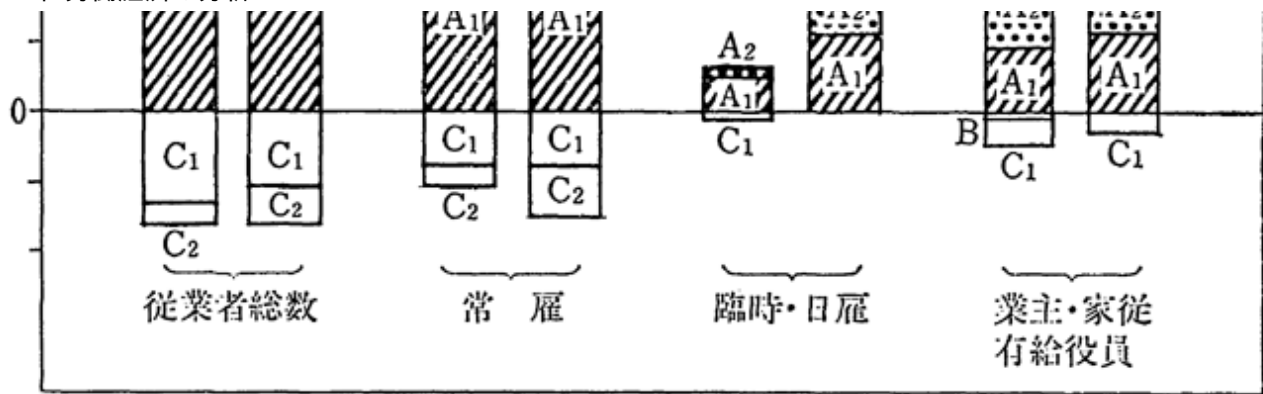 A₁ A₁ A₂
A₂ A₁ A₁ A₁
A₁
0
C₁ C₁ C₁ C₁ C₁ B
C₂ C₂ C₂ C₁ C₁
C₂
従業者総数 常雇 臨時・日雇 業主・家従
有給役員